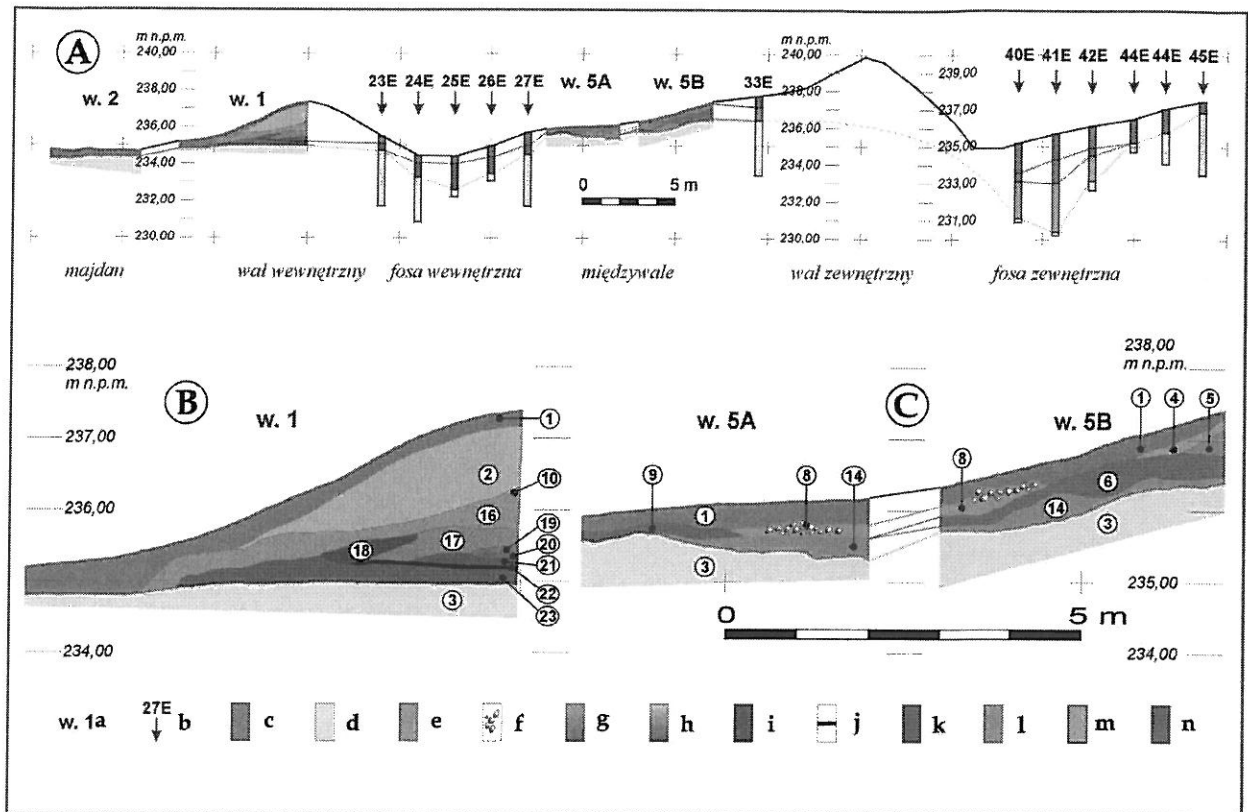 A
m n.p.m.
240,00
238,00
236,00
234,00
232,00
230,00
w. 2
w. 1
23E
24E
25E
26E
27E
w. 5A
w. 5B
33E
0
5 m
m n.p.m.
240,00
238,00
236,00
234,00
232,00
230,00
239,00
237,00
235,00
233,00
231,00
40E
41E
42E
44E
44E
45E
majdan
wał wewnętrzny
fosa wewnętrzna
międzywale
wał zewnętrzny
fosa zewnętrzna
238,00
m n.p.m.
237,00
236,00
234,00
B
w. 1
1
2
10
16
19
17
20
18
21
22
3
23
C
238,00
m n.p.m.
w. 5A
w. 5B
9
8
14
1
3
8
1
4
5
6
14
3
235,00
234,00
0
5 m
w. 1a
27E
b
c
d
e
f
g
h
i
j
k
l
m
n